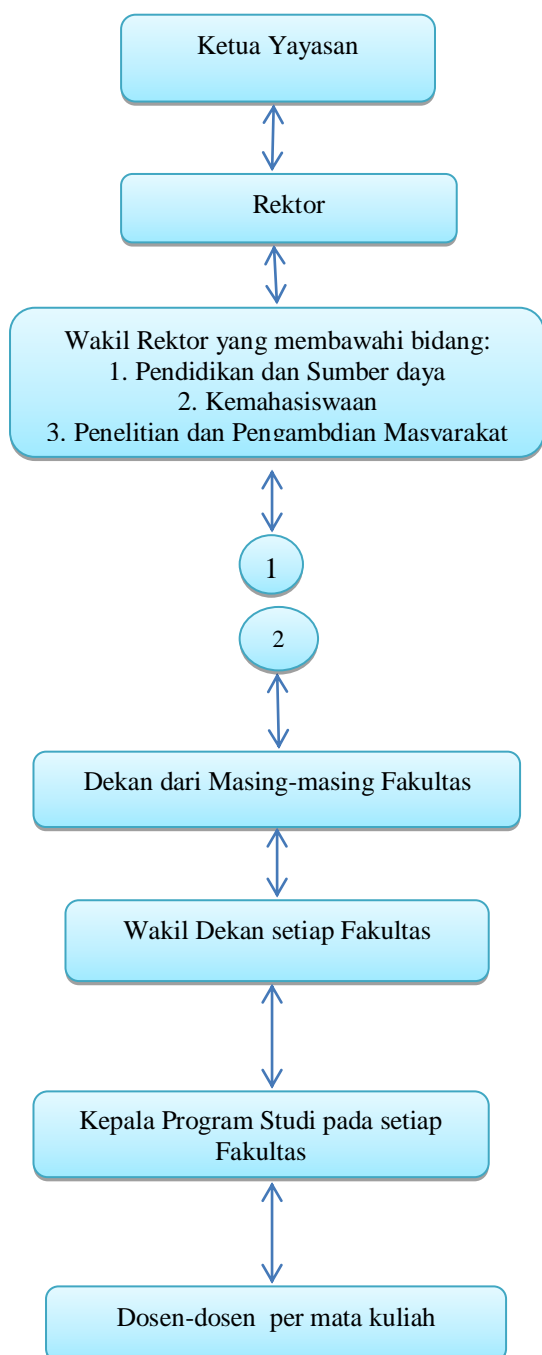 Ketua Yayasan
Rektor
Wakil Rektor yang membawahi bidang:
1. Pendidikan dan Sumber daya
2. Kemahasiswaan
3. Penelitian dan Pengambdian Masyarakat
1
2
Dekan dari Masing-masing Fakultas
Wakil Dekan setiap Fakultas
Kepala Program Studi pada setiap
Fakultas
Dosen-dosen per mata kuliah